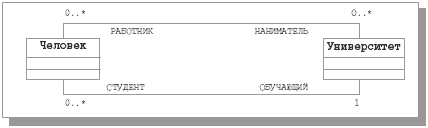 0..* 0..*
РАБОТНИК НАНИМАТЕЛЬ
Человек Университет
СТУДЕНТ ОБУЧАЮЩИЙ
0..* 1